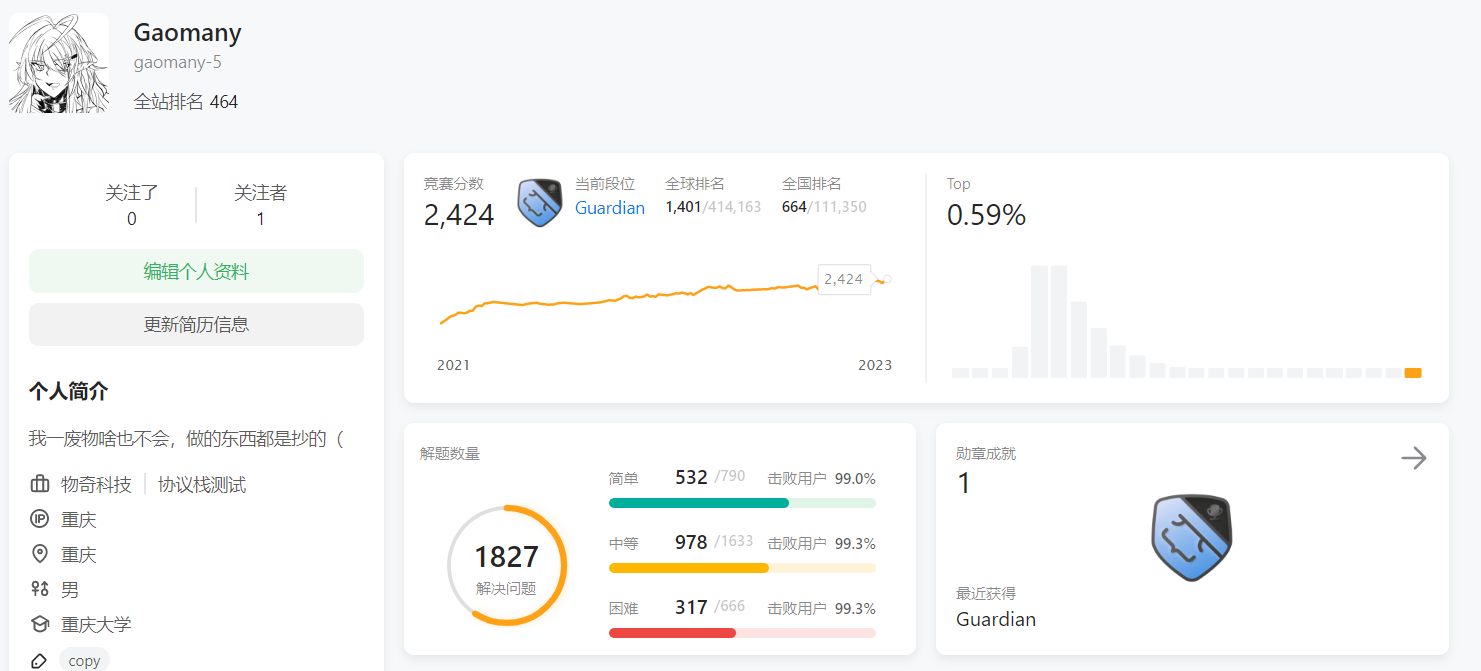 Gaomany
gaomany-5
全站排名 464
关注了
0
关注者
1
编辑个人资料
更新简历信息
个人简介
我一废物啥也不会，做的东西都是抄的（
物奇科技 协议栈测试
IP 重庆
重庆
男
重庆大学
copy
竞赛分数
2,424
当前段位
Guardian
全球排名
1,401/414,163
全国排名
664/111,350
2,424
2021
2023
Top
0.59%
解题数量
1827
解决问题
简单 532 /790 击败用户 99.0%
中等 978 /1633 击败用户 99.3%
困难 317 /666 击败用户 99.3%
勋章成就
1
最近获得
Guardian